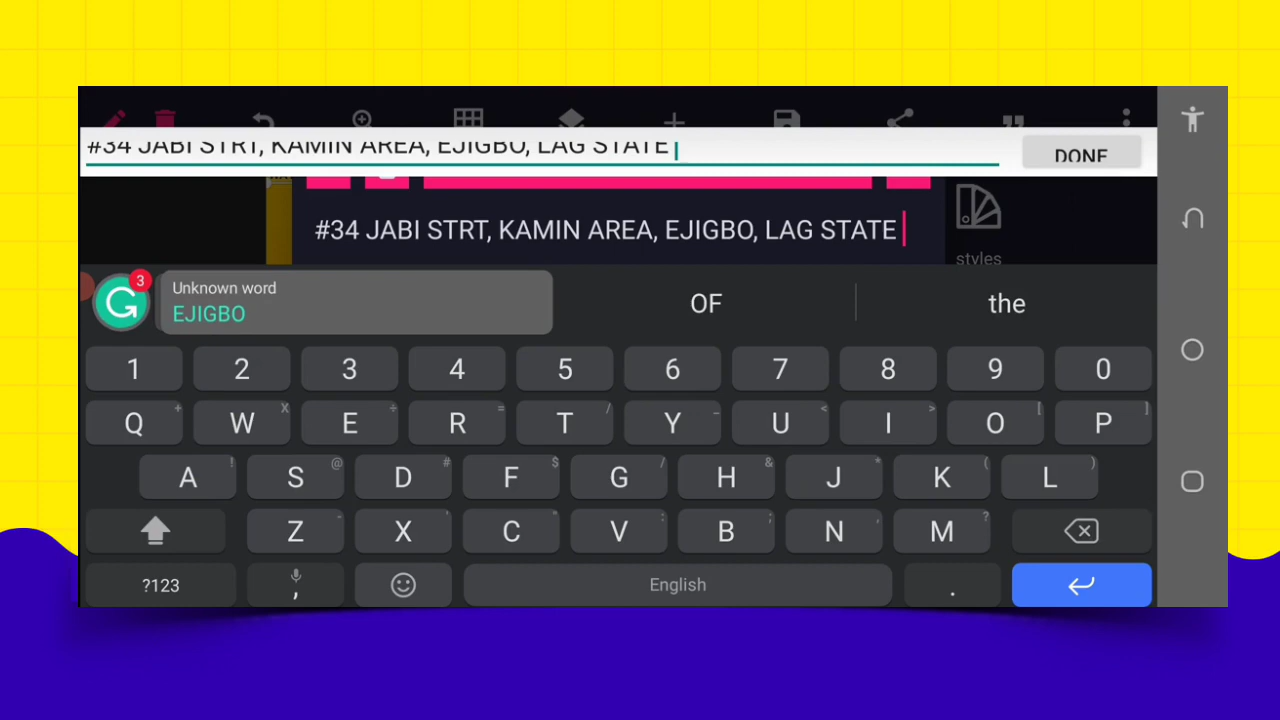 #34 JABI STRT, KAMIN AREA, EJIGBO, LAG STATE
DONE
#34 JABI STRT, KAMIN AREA, EJIGBO, LAG STATE
styles
3
Unknown word
EJIGBO
OF
the
1 2 3 4 5 6 7 8 9 0
Q + W X E ÷ R = T / Y _ U < I > O [ P ]
A ! S @ D # F $ G / H & J * K ( L )
Z - X ' C " V : B ; N , M ?
?123 , English .